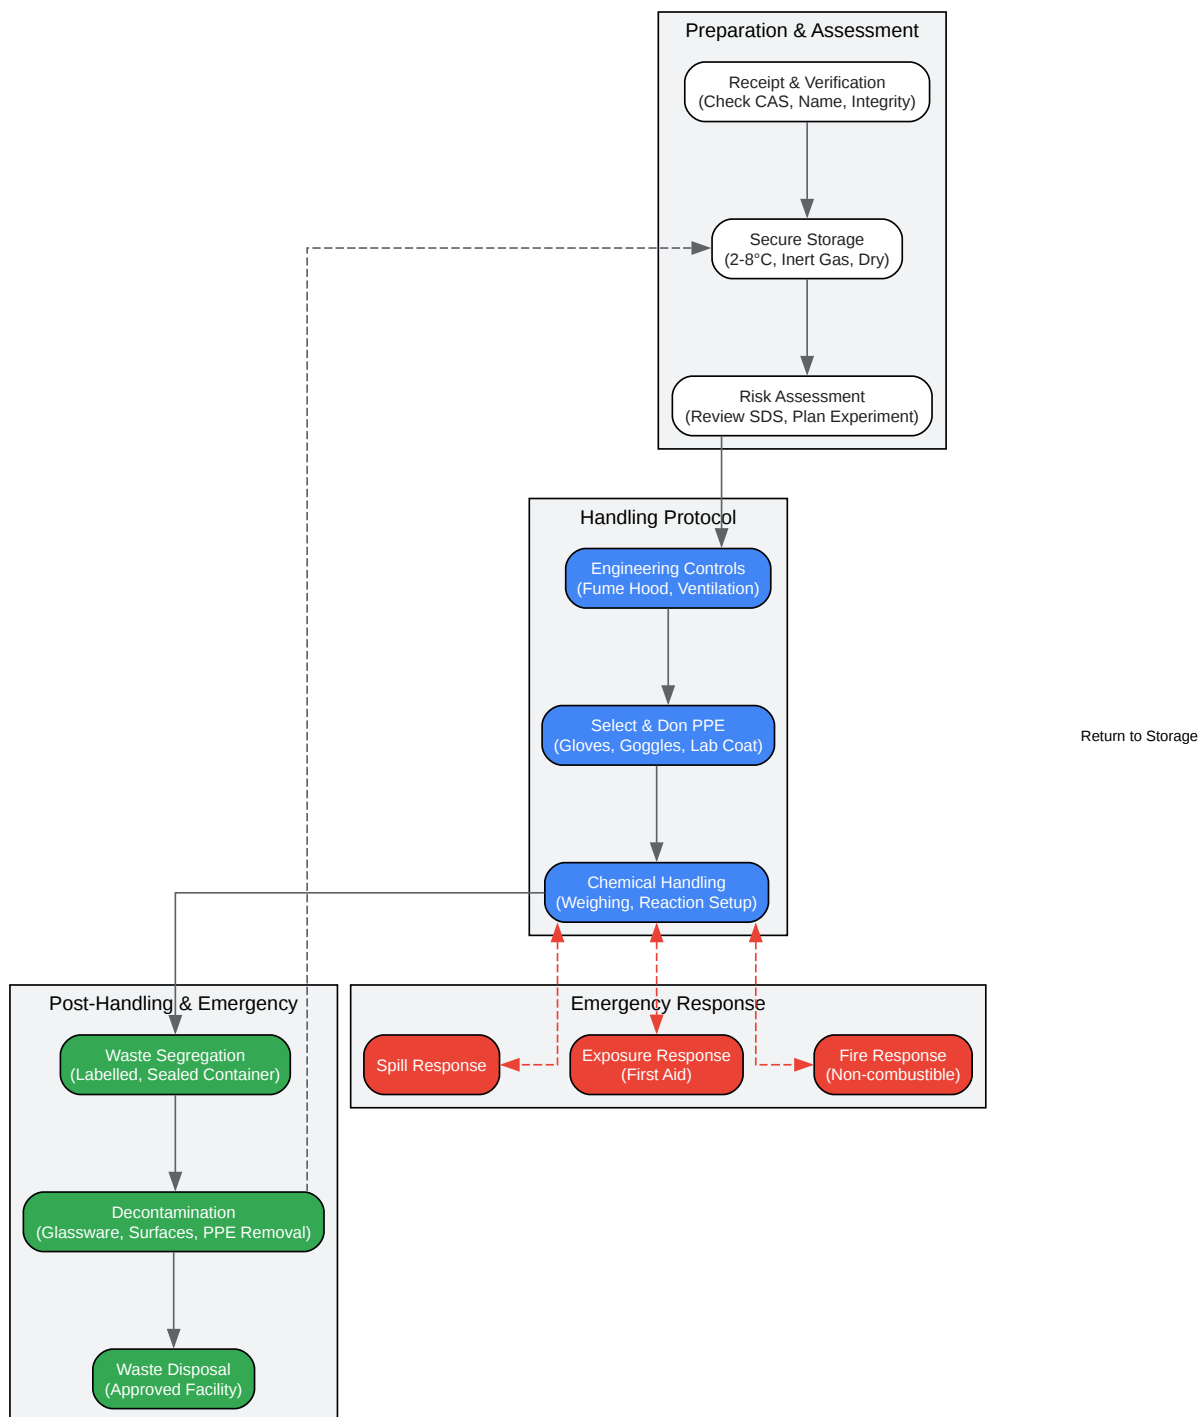 Preparation & Assessment
Receipt & Verification
(Check CAS, Name, Integrity)
Secure Storage
(2-8°C, Inert Gas, Dry)
Risk Assessment
(Review SDS, Plan Experiment)
Handling Protocol
Engineering Controls
(Fume Hood, Ventilation)
Select & Don PPE
(Gloves, Goggles, Lab Coat)
Return to Storage
Chemical Handling
(Weighing, Reaction Setup)
Post-Handling & Emergency
Waste Segregation
(Labelled, Sealed Container)
Decontamination
(Glassware, Surfaces, PPE Removal)
Waste Disposal
(Approved Facility)
Emergency Response
Spill Response
Exposure Response
(First Aid)
Fire Response
(Non-combustible)